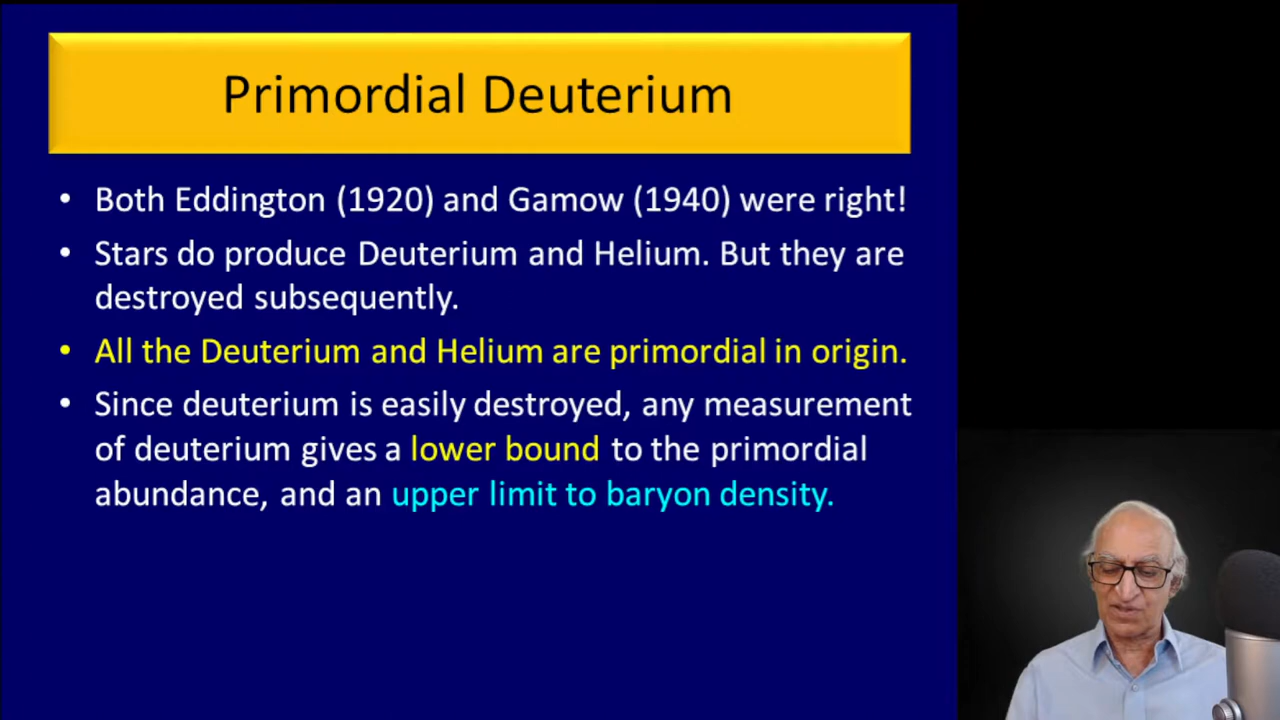 Primordial Deuterium
• Both Eddington (1920) and Gamow (1940) were right!
• Stars do produce Deuterium and Helium. But they are
destroyed subsequently.
• All the Deuterium and Helium are primordial in origin.
• Since deuterium is easily destroyed, any measurement
of deuterium gives a lower bound to the primordial
abundance, and an upper limit to baryon density.